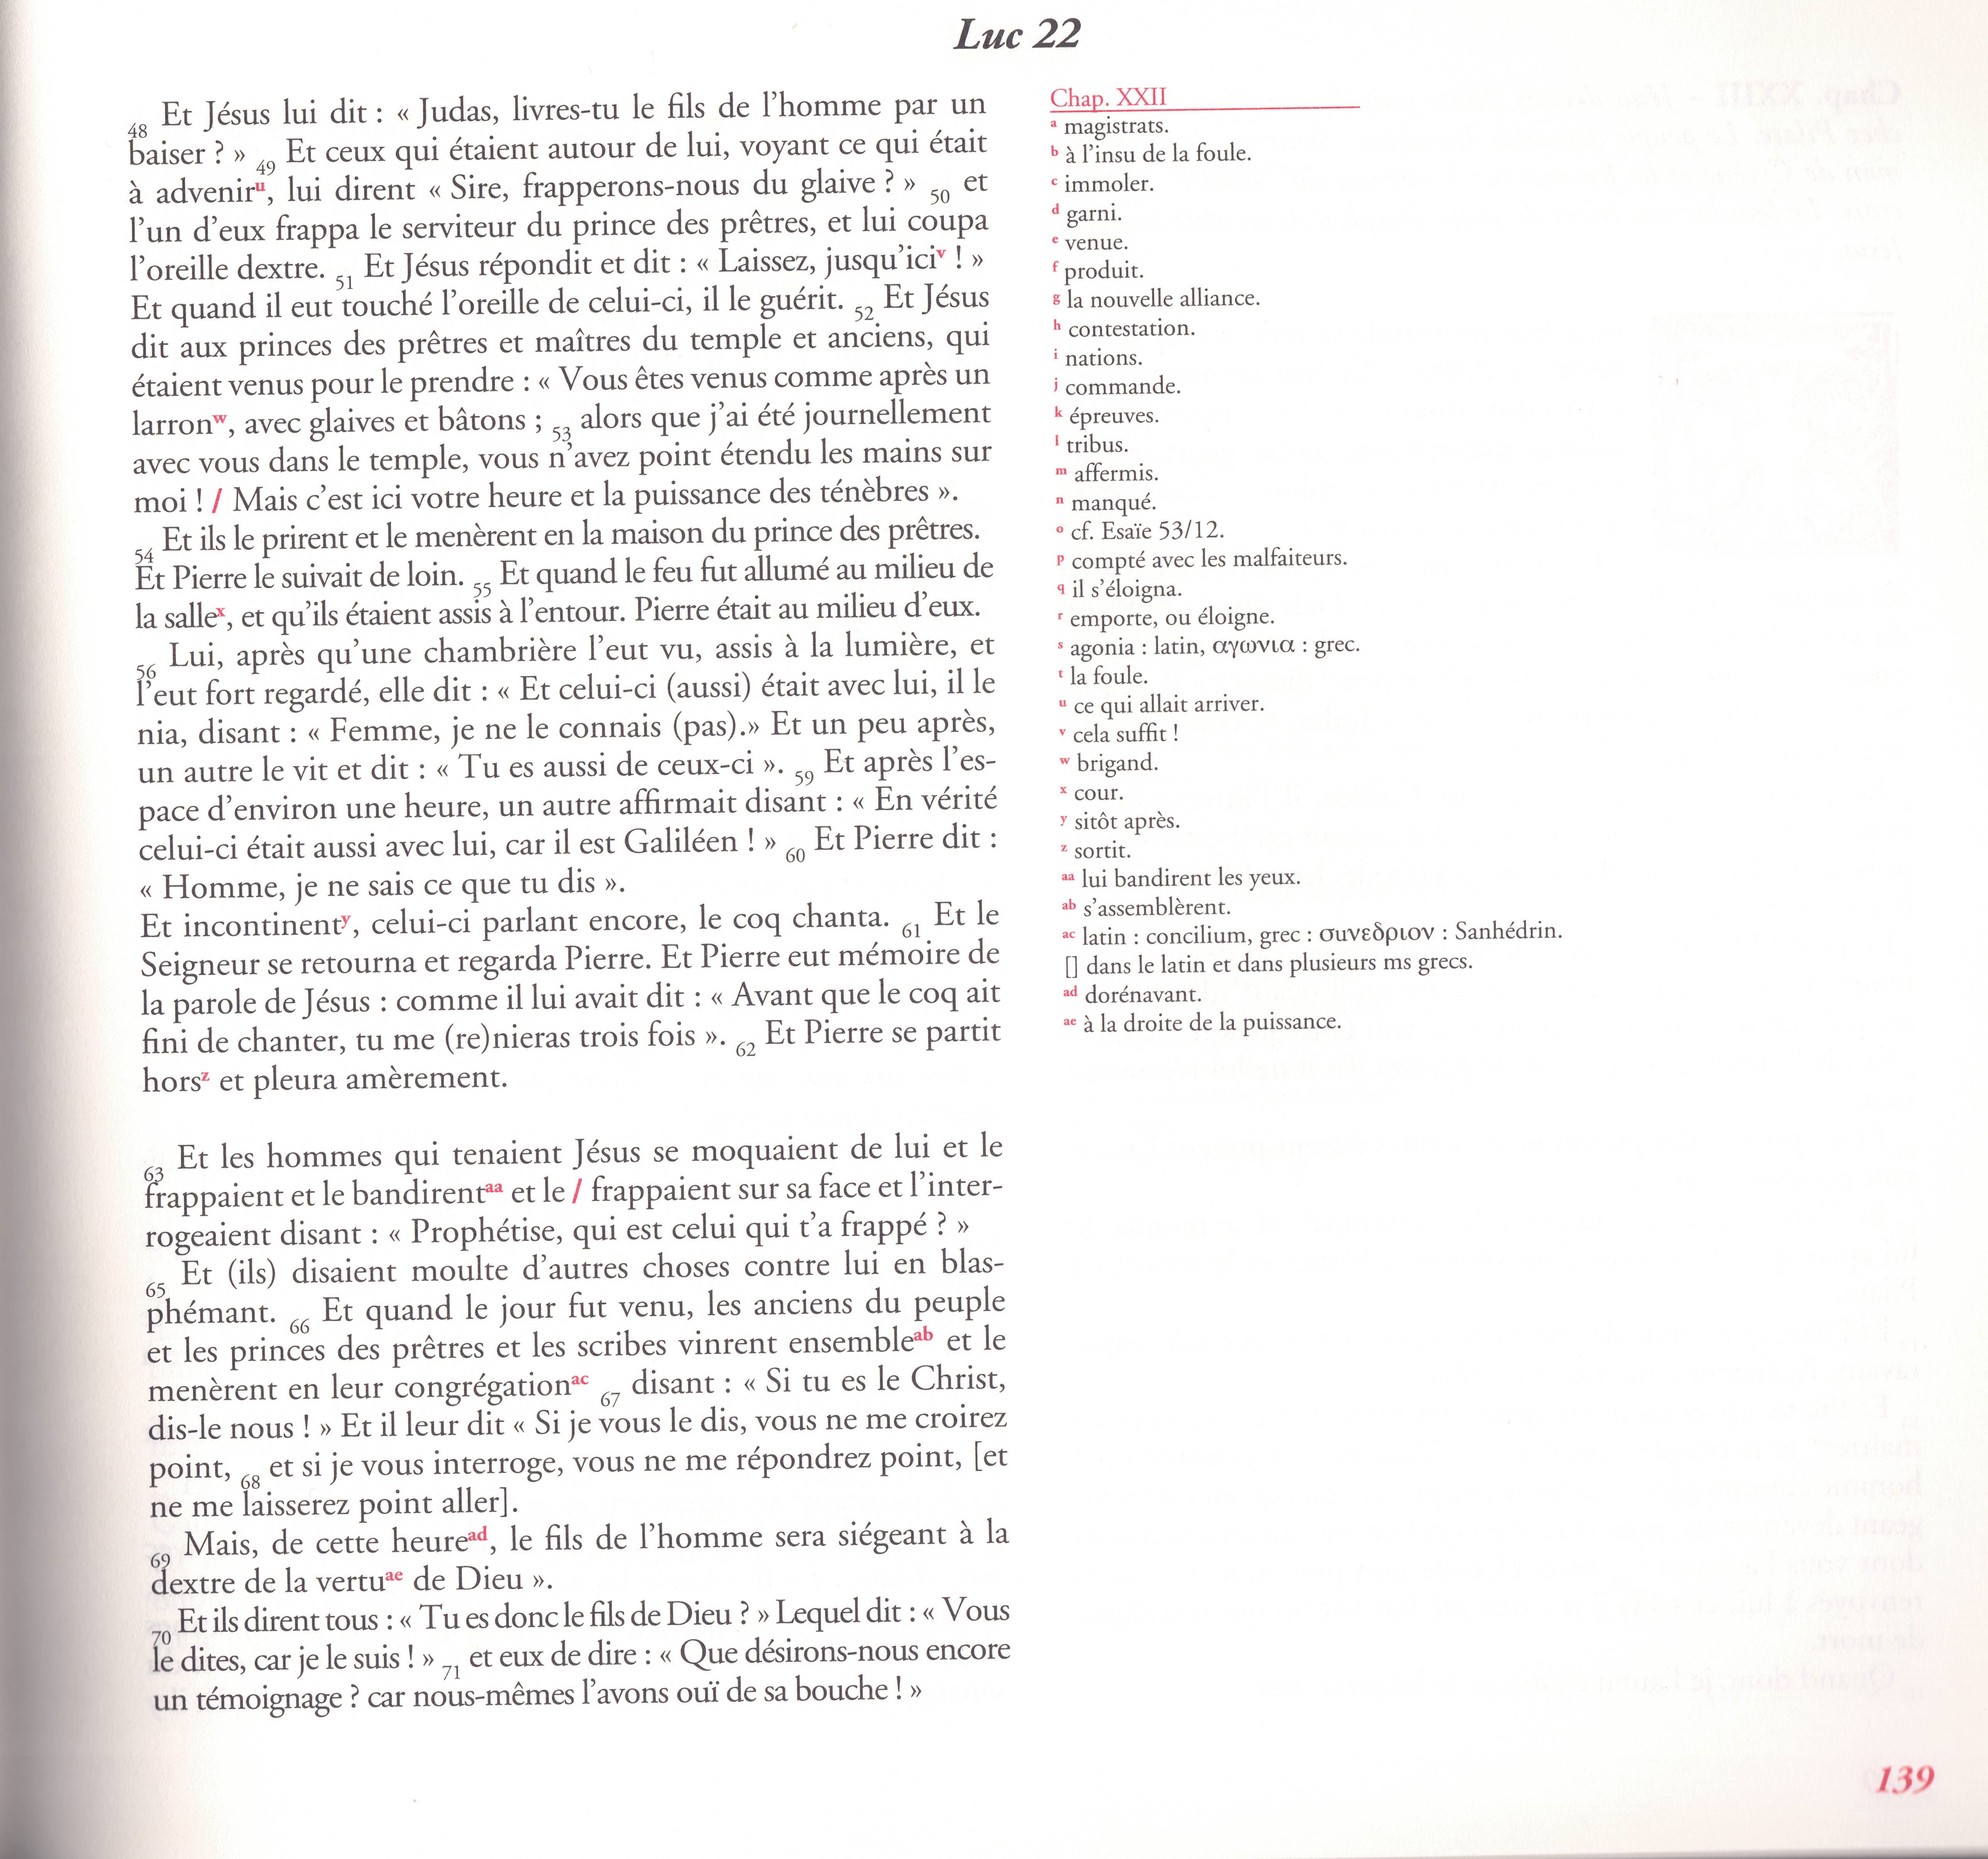 Luc 22
48 Et Jésus lui dit : « Judas, livres-tu le fils de l'homme par un
baiser ? » 49 Et ceux qui étaient autour de lui, voyant ce qui était
à advenirᵘ, lui dirent « Sire, frapperons-nous du glaive ? » 50 et
l'un d'eux frappa le serviteur du prince des prêtres, et lui coupa
l'oreille dextre. 51 Et Jésus répondit et dit : « Laissez, jusqu'iciᵛ ! »
Et quand il eut touché l'oreille de celui-ci, il le guérit. 52 Et Jésus
dit aux princes des prêtres et maîtres du temple et anciens, qui
étaient venus pour le prendre : « Vous êtes venus comme après un
larronʷ, avec glaives et bâtons ; 53 alors que j'ai été journellement
avec vous dans le temple, vous n'avez point étendu les mains sur
moi ! / Mais c'est ici votre heure et la puissance des ténèbres ».
54 Et ils le prirent et le menèrent en la maison du prince des prêtres.
Et Pierre le suivait de loin. 55 Et quand le feu fut allumé au milieu de
la salleˣ, et qu'ils étaient assis à l'entour. Pierre était au milieu d'eux.
56 Lui, après qu'une chambrière l'eut vu, assis à la lumière, et
l'eut fort regardé, elle dit : « Et celui-ci (aussi) était avec lui, il le
nia, disant : « Femme, je ne le connais (pas).» Et un peu après,
un autre le vit et dit : « Tu es aussi de ceux-ci ». 59 Et après l'es-
pace d'environ une heure, un autre affirmait disant : « En vérité
celui-ci était aussi avec lui, car il est Galiléen ! » 60 Et Pierre dit :
« Homme, je ne sais ce que tu dis ».
Et incontinentʸ, celui-ci parlant encore, le coq chanta. 61 Et le
Seigneur se retourna et regarda Pierre. Et Pierre eut mémoire de
la parole de Jésus : comme il lui avait dit : « Avant que le coq ait
fini de chanter, tu me (re)nieras trois fois ». 62 Et Pierre se partit
horsᶻ et pleura amèrement.
63 Et les hommes qui tenaient Jésus se moquaient de lui et le
frappaient et le bandirentᵃᵃ et le / frappaient sur sa face et l'inter-
rogeaient disant : « Prophétise, qui est celui qui t'a frappé ? »
65 Et (ils) disaient moulte d'autres choses contre lui en blas-
phémant. 66 Et quand le jour fut venu, les anciens du peuple
et les princes des prêtres et les scribes vinrent ensembleᵃᵇ et le
menèrent en leur congrégationᵃᶜ 67 disant : « Si tu es le Christ,
dis-le nous ! » Et il leur dit « Si je vous le dis, vous ne me croirez
point, 68 et si je vous interroge, vous ne me répondrez point, [et
ne me laisserez point aller].
69 Mais, de cette heureᵃᵈ, le fils de l'homme sera siégeant à la
dextre de la vertuᵃᵉ de Dieu ».
70 Et ils dirent tous : « Tu es donc le fils de Dieu ? » Lequel dit : « Vous
le dites, car je le suis ! » 71 et eux de dire : « Que désirons-nous encore
un témoignage ? car nous-mêmes l'avons ouï de sa bouche ! »
Chap. XXII
a magistrats.
b à l'insu de la foule.
c immoler.
d garni.
e venue.
f produit.
g la nouvelle alliance.
h contestation.
i nations.
j commande.
k épreuves.
l tribus.
m affermis.
n manqué.
o cf. Esaïe 53/12.
p compté avec les malfaiteurs.
q il s'éloigna.
r emporte, ou éloigne.
s agonia : latin, αγωνια : grec.
t la foule.
u ce qui allait arriver.
v cela suffit !
w brigand.
x cour.
y sitôt après.
z sortit.
aa lui bandirent les yeux.
ab s'assemblèrent.
ac latin : concilium, grec : συνεδριον : Sanhédrin.
[] dans le latin et dans plusieurs ms grecs.
ad dorénavant.
ae à la droite de la puissance.
139